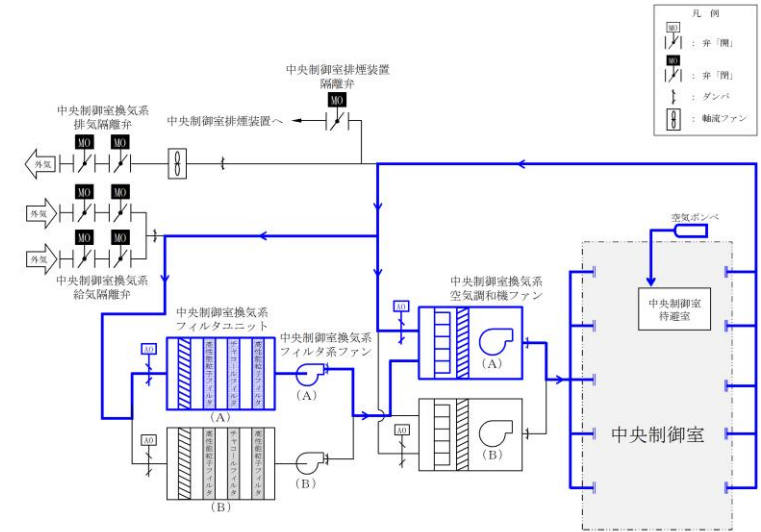 凡 例
MO
: 弁「開」
MO
: 弁「閉」
: ダンパ
: 軸流ファン
中央制御室排煙装置
隔離弁
MO
中央制御室排煙装置へ
中央制御室換気系
排気隔離弁
MO MO
外気
MO MO
外気
MO MO
外気
中央制御室換気系
給気隔離弁
空気ボンベ
中央制御室
待避室
中央制御室
中央制御室換気系
空気調和機ファン
AO
(A)
AO
(B)
中央制御室換気系
フィルタユニット
中央制御室換気系
フィルタ系ファン
AO
高性能粒子フィルタ
チャコールフィルタ
高性能粒子フィルタ
(A)
(A)
AO
高性能粒子フィルタ
チャコールフィルタ
高性能粒子フィルタ
(B)
(B)